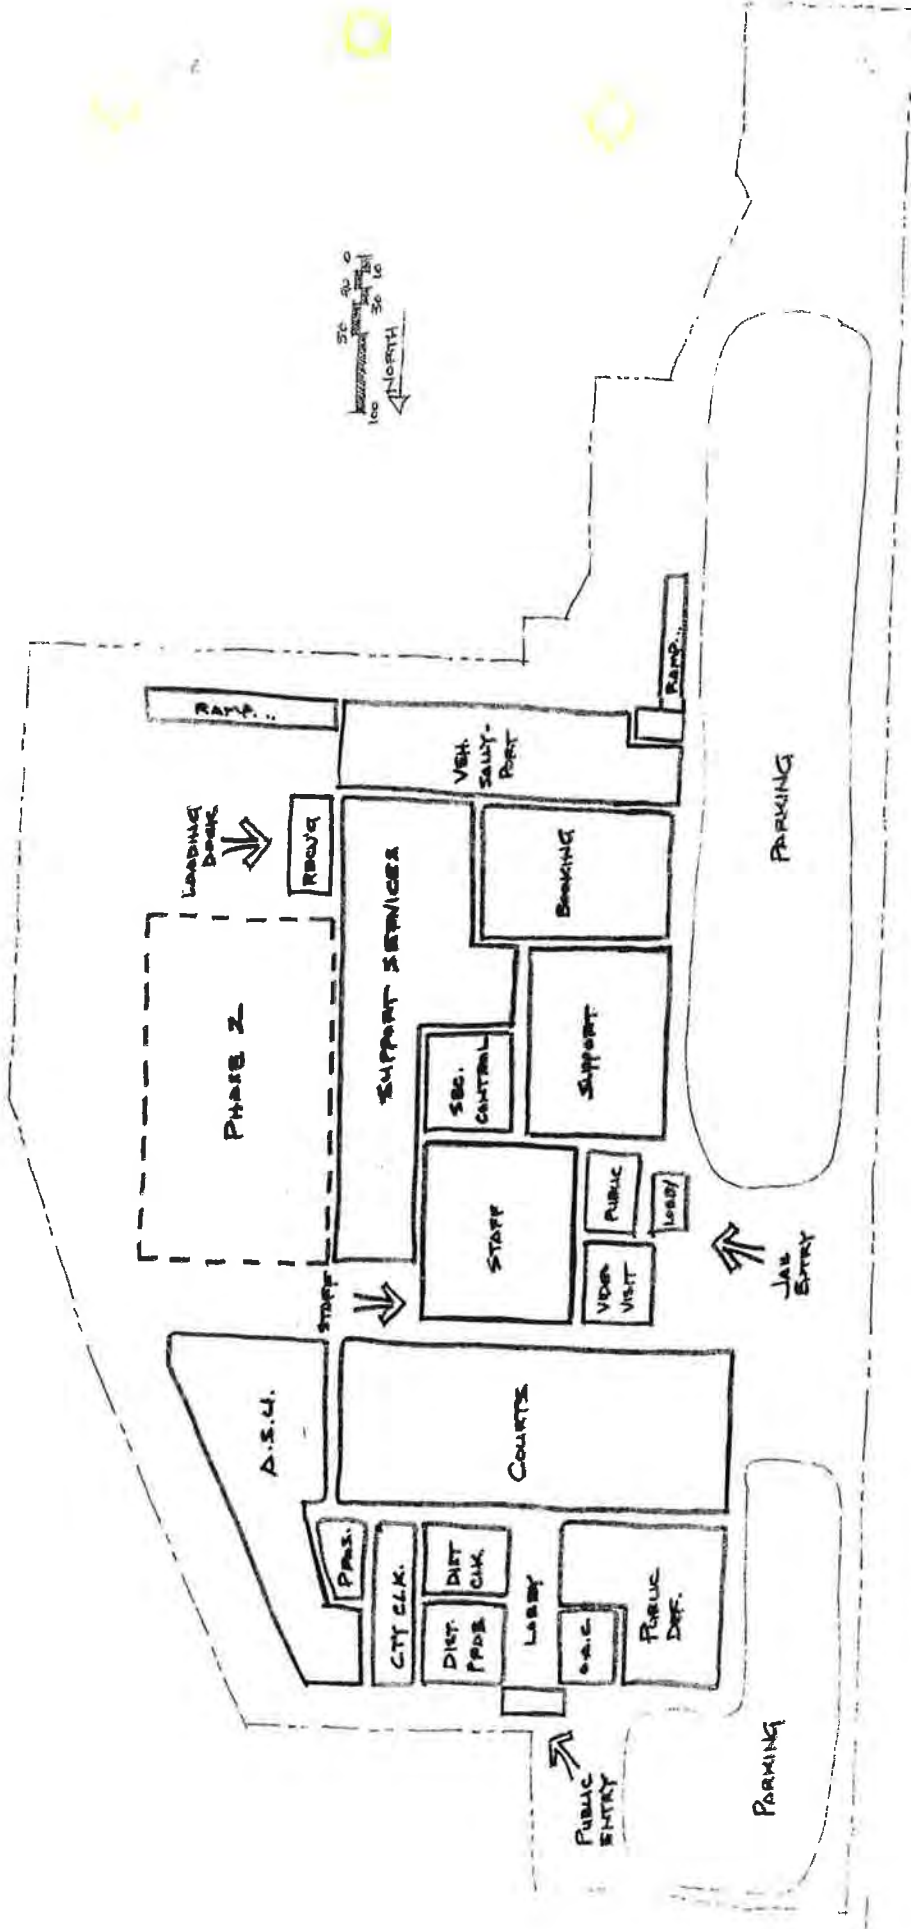 50 20 0
100 30 10
NORTH
RAMP...
RAMP...
LOADING
DOCK
REC'V'G
VEH.
SALLY-
PORT
PHASE 2
SUPPORT SERVICES
BOOKING
SEC.
CONTROL
SUPPORT
PARKING
STAFF
STAFF
PUBLIC
LOBBY
VIDEO
VISIT
JAIL
ENTRY
A.S.U.
COURTS
PROS.
CTY CLK.
DIST
CLK.
DIST.
PROB
LOBBY
PUBLIC
DEF.
PUBLIC
ENTRY
PARKING